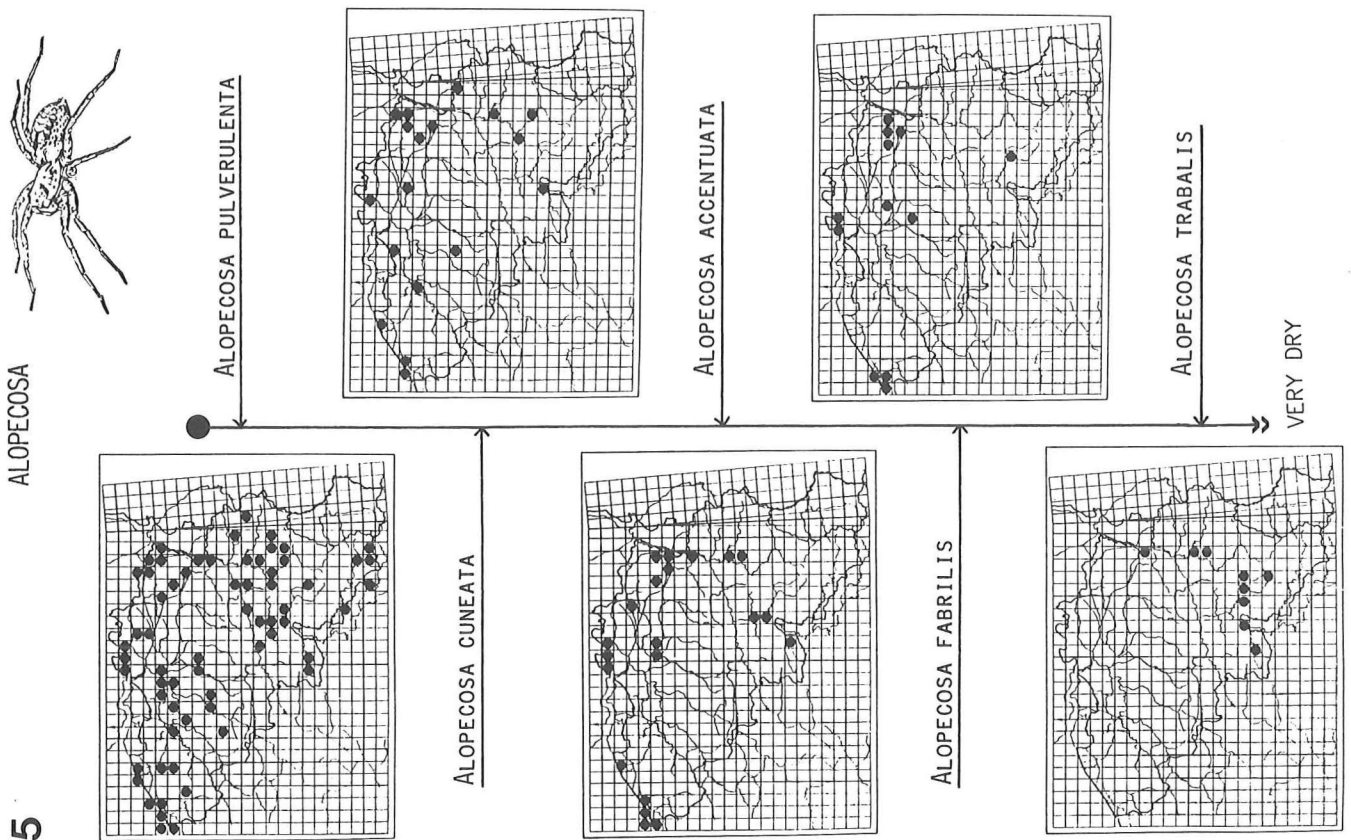 5
ALOPECOSA
ALOPECOSA PULVERULENTA
ALOPECOSA CUNEATA
ALOPECOSA ACCENTUATA
ALOPECOSA FABRILIS
ALOPECOSA TRABALIS
VERY DRY